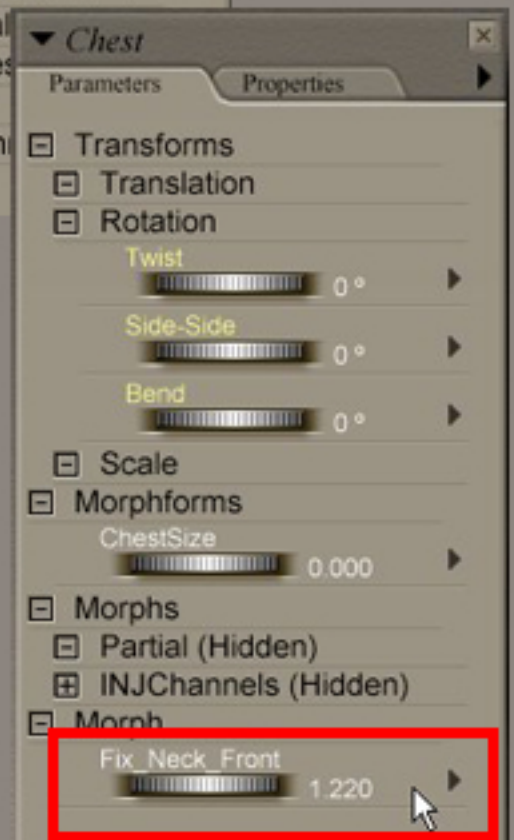 Chest
Parameters
Properties
Transforms
Translation
Rotation
Twist
0 °
Side-Side
0 °
Bend
0 °
Scale
Morphforms
ChestSize
0.000
Morphs
Partial (Hidden)
INJChannels (Hidden)
Morph
Fix_Neck_Front
1.220